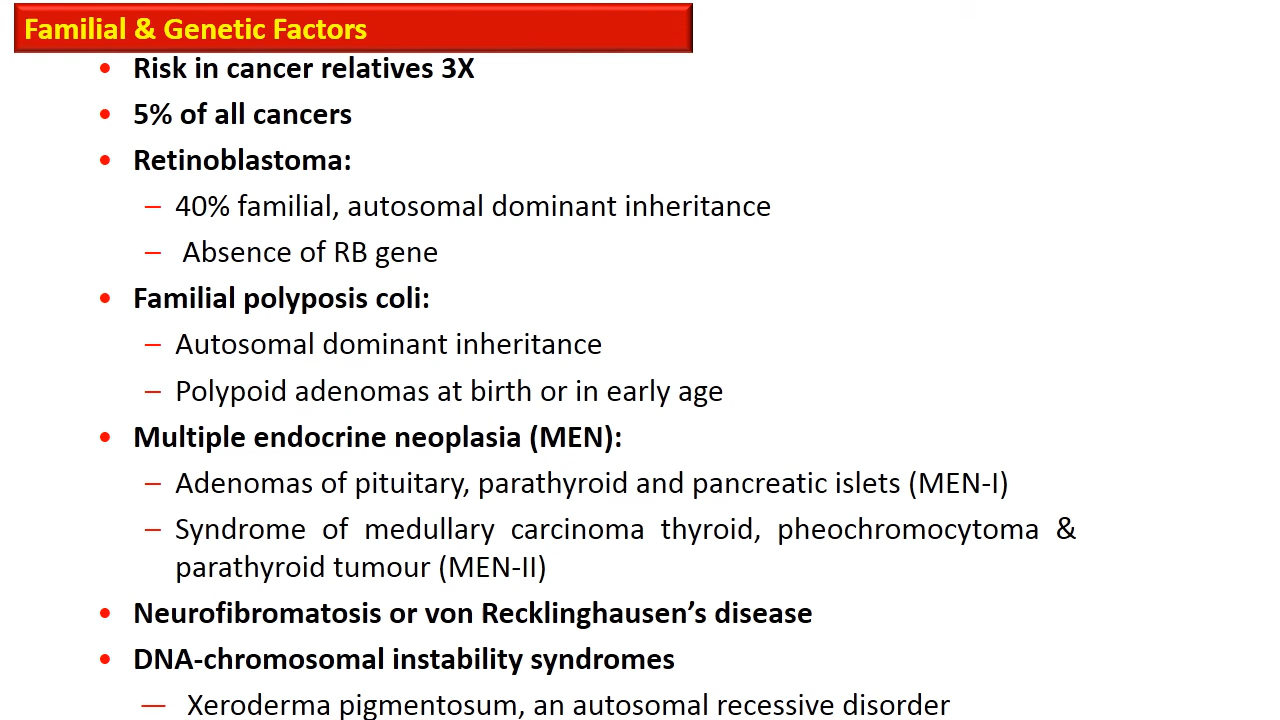 Familial & Genetic Factors
• Risk in cancer relatives 3X
• 5% of all cancers
• Retinoblastoma:
– 40% familial, autosomal dominant inheritance
– Absence of RB gene
• Familial polyposis coli:
– Autosomal dominant inheritance
– Polypoid adenomas at birth or in early age
• Multiple endocrine neoplasia (MEN):
– Adenomas of pituitary, parathyroid and pancreatic islets (MEN-I)
– Syndrome of medullary carcinoma thyroid, pheochromocytoma &
parathyroid tumour (MEN-II)
• Neurofibromatosis or von Recklinghausen’s disease
• DNA-chromosomal instability syndromes
— Xeroderma pigmentosum, an autosomal recessive disorder